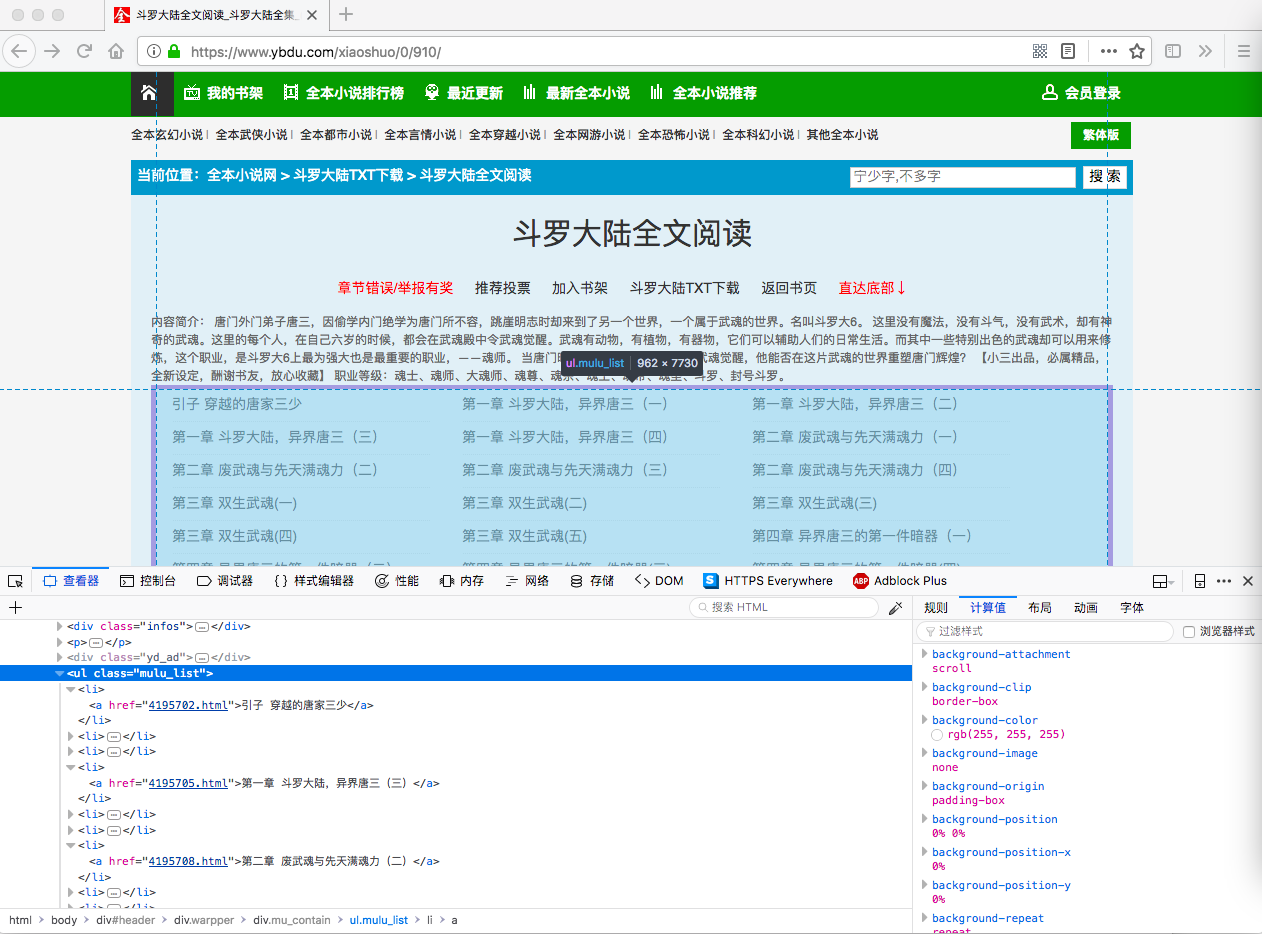 全 斗罗大陆全文阅读_斗罗大陆全集_
https://www.ybdu.com/xiaoshuo/0/910/
我的书架 全本小说排行榜 最近更新 最新全本小说 全本小说推荐 会员登录
全本玄幻小说 | 全本武侠小说 | 全本都市小说 | 全本言情小说 | 全本穿越小说 | 全本网游小说 | 全本恐怖小说 | 全本科幻小说 | 其他全本小说 繁体版
当前位置：全本小说网 > 斗罗大陆TXT下载 > 斗罗大陆全文阅读 宁少字,不多字 搜 索
斗罗大陆全文阅读
章节错误/举报有奖 推荐投票 加入书架 斗罗大陆TXT下载 返回书页 直达底部↓
内容简介： 唐门外门弟子唐三，因偷学内门绝学为唐门所不容，跳崖明志时却来到了另一个世界，一个属于武魂的世界。名叫斗罗大6。 这里没有魔法，没有斗气，没有武术，却有神
奇的武魂。这里的每个人，在自己六岁的时候，都会在武魂殿中令武魂觉醒。武魂有动物，有植物，有器物，它们可以辅助人们的日常生活。而其中一些特别出色的武魂却可以用来修
炼，这个职业，是斗罗大6上最为强大也是最重要的职业，——魂师。 当唐门 武魂觉醒，他能否在这片武魂的世界重塑唐门辉煌？ 【小三出品，必属精品，
ul.mulu_list 962 × 7730
全新设定，酬谢书友，放心收藏】 职业等级：魂士、魂师、大魂师、魂尊、魂宗、魂王、魂帝、魂圣、斗罗、封号斗罗。
引子 穿越的唐家三少 第一章 斗罗大陆，异界唐三（一） 第一章 斗罗大陆，异界唐三（二）
第一章 斗罗大陆，异界唐三（三） 第一章 斗罗大陆，异界唐三（四） 第二章 废武魂与先天满魂力（一）
第二章 废武魂与先天满魂力（二） 第二章 废武魂与先天满魂力（三） 第二章 废武魂与先天满魂力（四）
第三章 双生武魂(一) 第三章 双生武魂(二) 第三章 双生武魂(三)
第三章 双生武魂(四) 第三章 双生武魂(五) 第四章 异界唐三的第一件暗器（一）
查看器 控制台 调试器 { } 样式编辑器 性能 内存 网络 存储 DOM S HTTPS Everywhere ABP Adblock Plus
搜索 HTML 规则 计算值 布局 动画 字体
过滤样式 浏览器样式
<div class="infos">…</div>
<p>…</p>
<div class="yd_ad">…</div>
<ul class="mulu_list">
<li>
<a href="4195702.html">引子 穿越的唐家三少</a>
</li>
<li>…</li>
<li>…</li>
<li>
<a href="4195705.html">第一章 斗罗大陆，异界唐三（三）</a>
</li>
<li>…</li>
<li>…</li>
<li>
<a href="4195708.html">第二章 废武魂与先天满魂力（二）</a>
</li>
<li>…</li>
<li>…</li>
background-attachment
scroll
background-clip
border-box
background-color
rgb(255, 255, 255)
background-image
none
background-origin
padding-box
background-position
0% 0%
background-position-x
0%
background-position-y
0%
background-repeat
repeat
html > body > div#header > div.warpper > div.mu_contain > ul.mulu_list > li > a